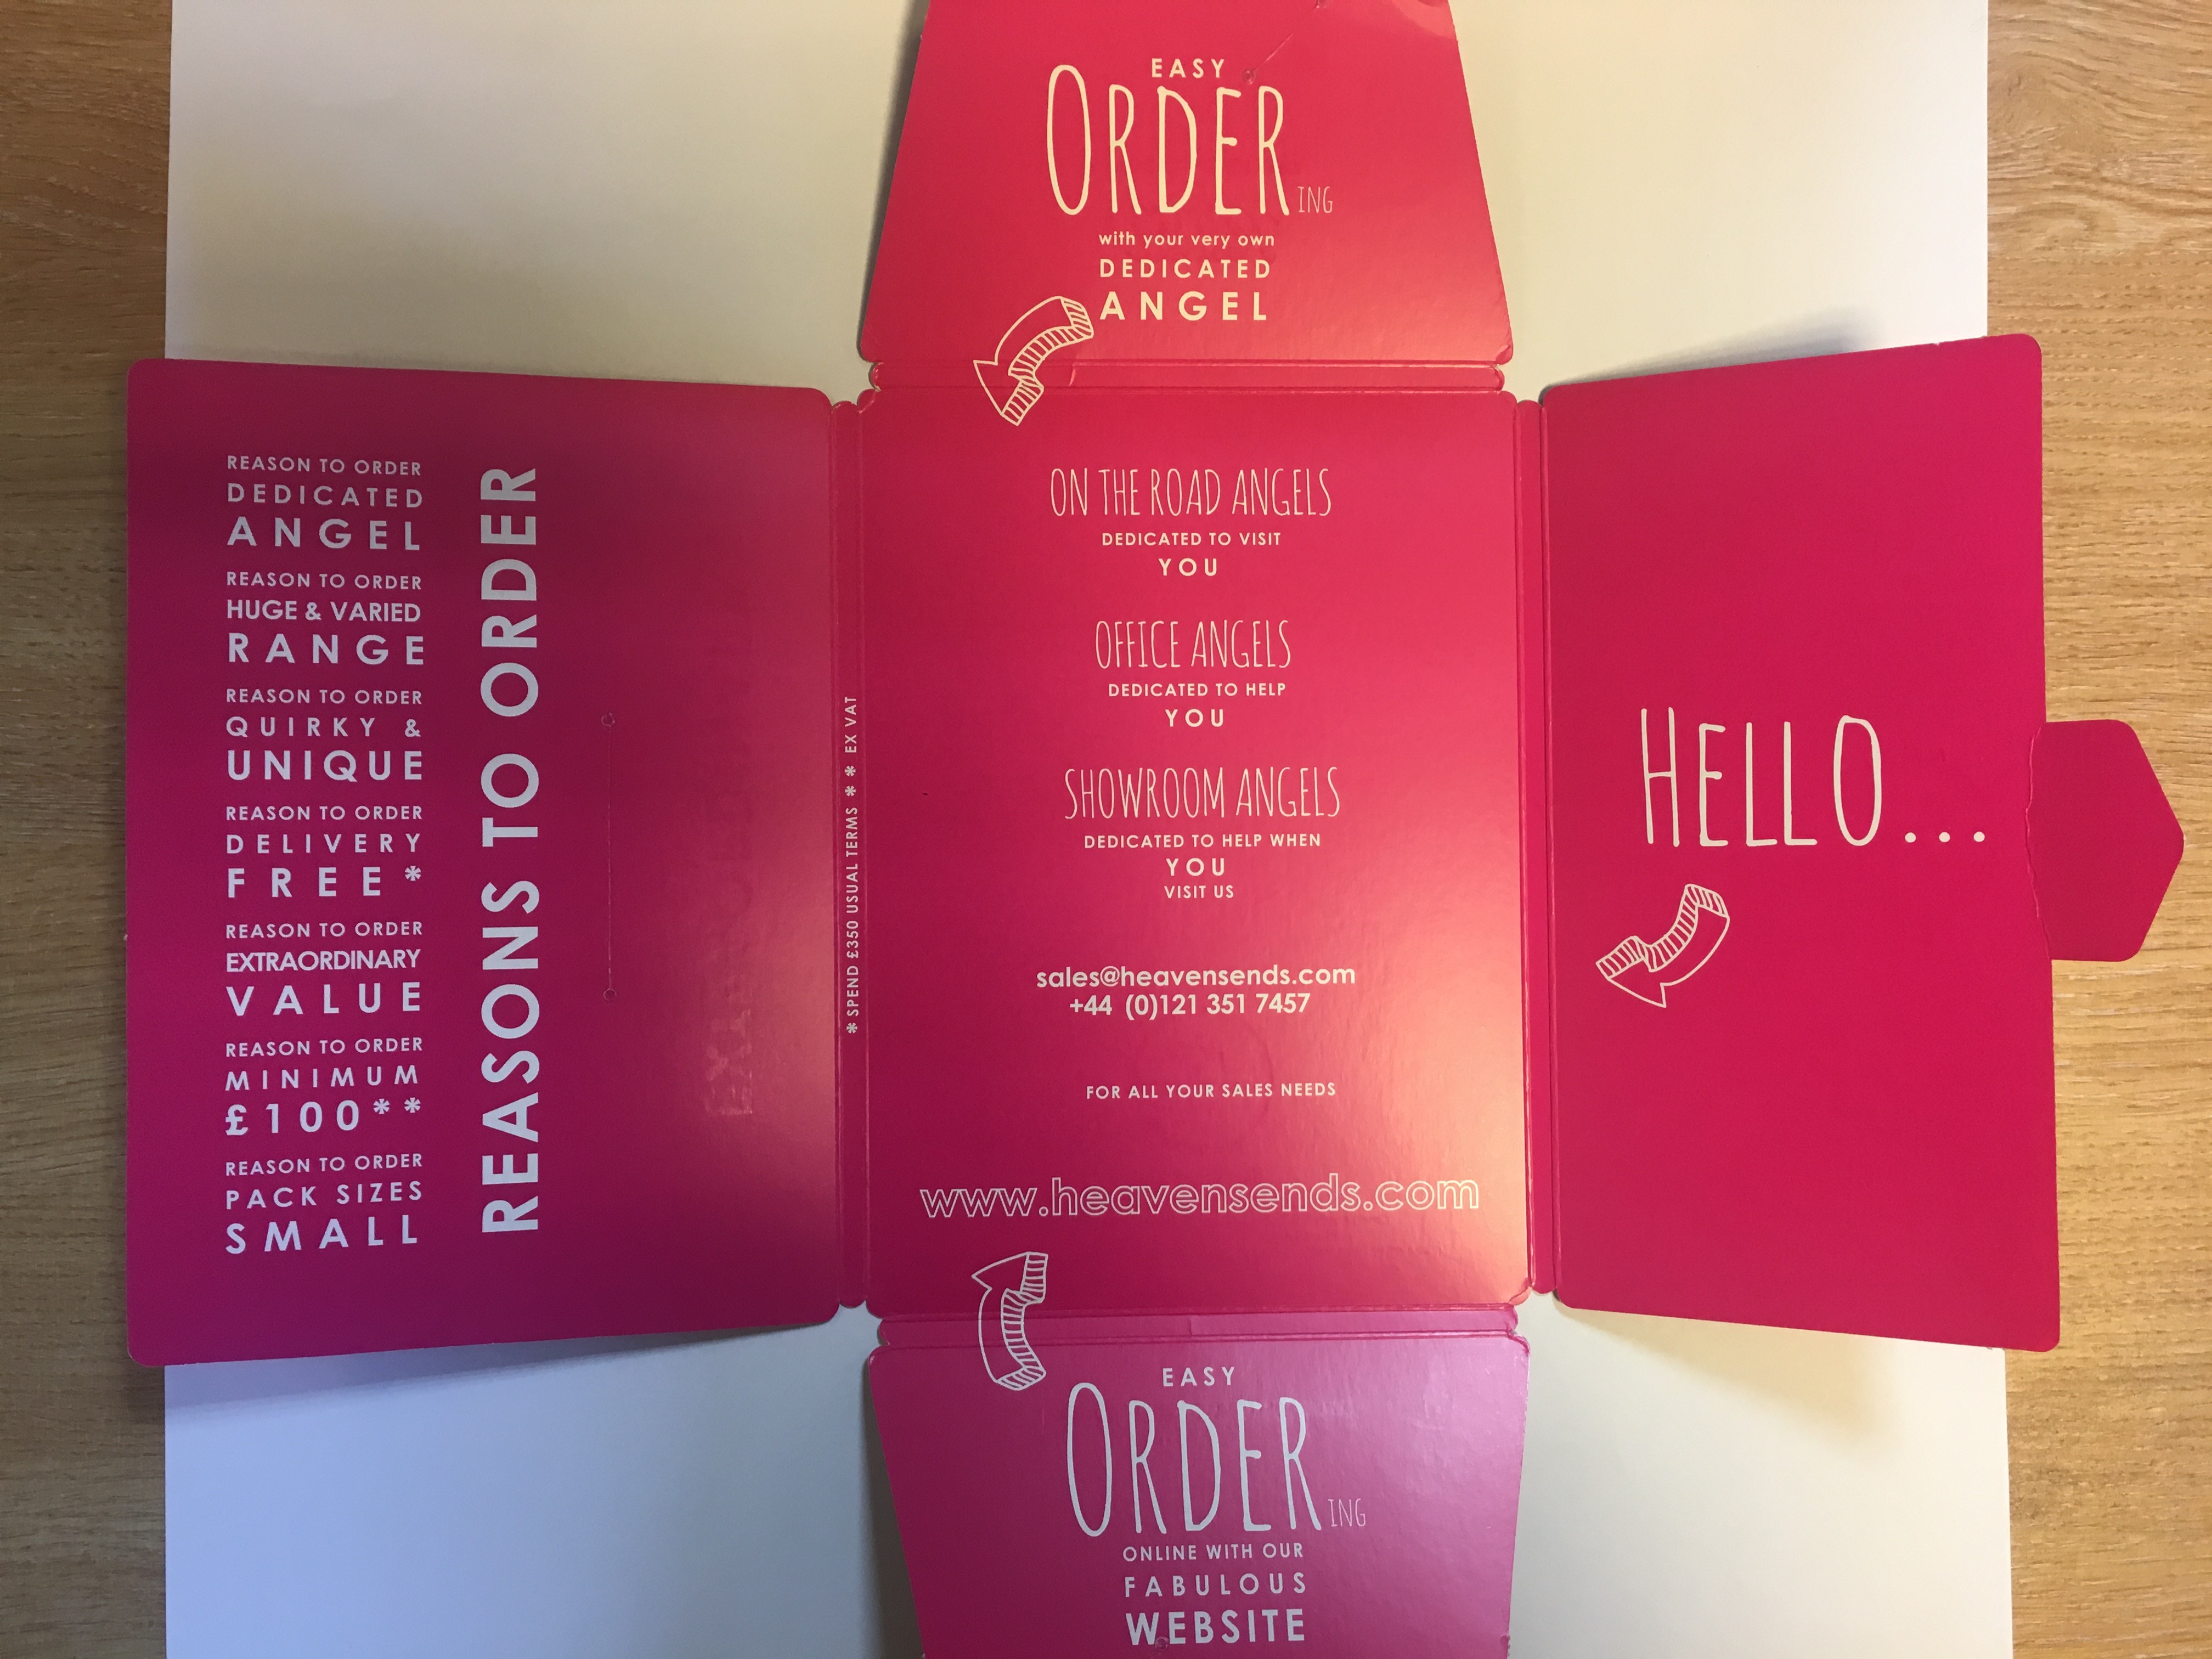 EASY
ORDERING
with your very own
DEDICATED
ANGEL
REASON TO ORDER
DEDICATED
ANGEL
REASON TO ORDER
HUGE & VARIED
RANGE
REASON TO ORDER
QUIRKY &
UNIQUE
REASON TO ORDER
DELIVERY
FREE*
REASON TO ORDER
EXTRAORDINARY
VALUE
REASON TO ORDER
MINIMUM
£100**
REASON TO ORDER
PACK SIZES
SMALL
REASONS TO ORDER
* SPEND £350 USUAL TERMS ** EX VAT
ON THE ROAD ANGELS
DEDICATED TO VISIT
YOU
OFFICE ANGELS
DEDICATED TO HELP
YOU
SHOWROOM ANGELS
DEDICATED TO HELP WHEN
YOU
VISIT US
sales@heavensends.com
+44 (0)121 351 7457
FOR ALL YOUR SALES NEEDS
www.heavensends.com
HELLO...
EASY
ORDERING
ONLINE WITH OUR
FABULOUS
WEBSITE